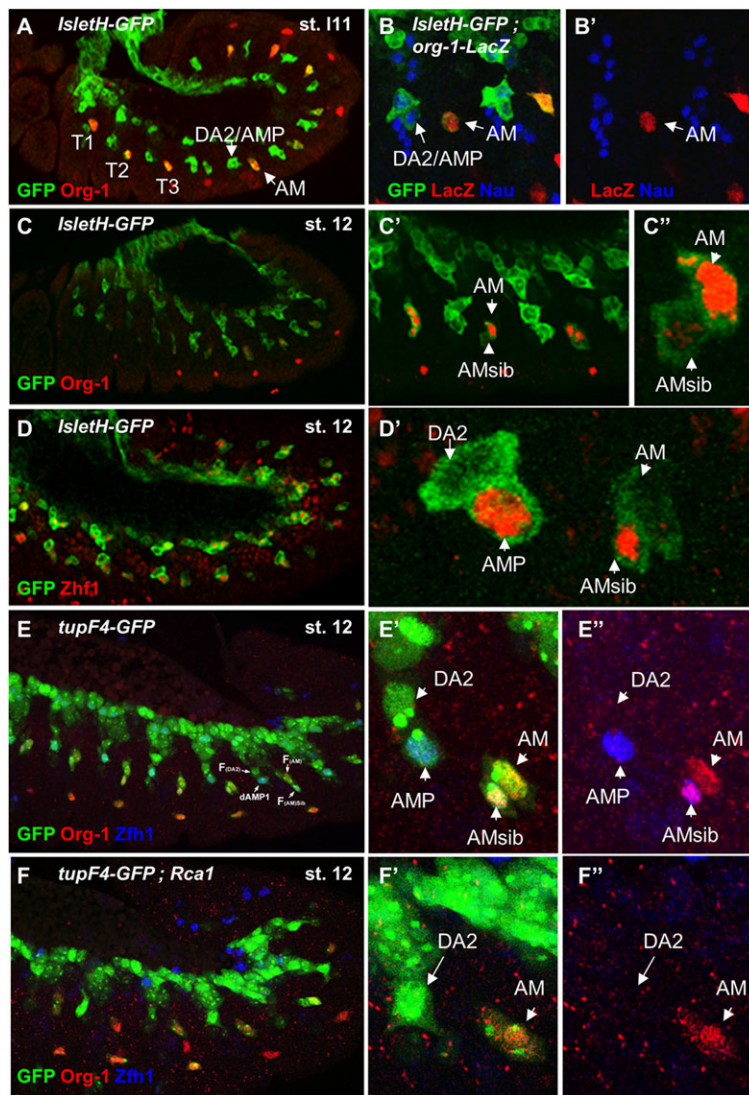 A IsletH-GFP st. l11
T1
T2
T3
DA2/AMP
AM
GFP Org-1
B IsletH-GFP ;
org-1-LacZ
AM
DA2/AMP
GFP LacZ Nau
B'
AM
LacZ Nau
C IsletH-GFP st. 12
GFP Org-1
C'
AM
AMsib
C"
AM
AMsib
D IsletH-GFP st. 12
GFP Zhf1
D'
DA2
AM
AMP
AMsib
E tupF4-GFP st. 12
F(DA2)
F(AM)
dAMP1
F(AM)Sib
GFP Org-1 Zfh1
E'
DA2
AM
AMP
AMsib
E"
DA2
AM
AMP
AMsib
F tupF4-GFP ; Rca1 st. 12
GFP Org-1 Zfh1
F'
DA2
AM
F"
DA2
AM